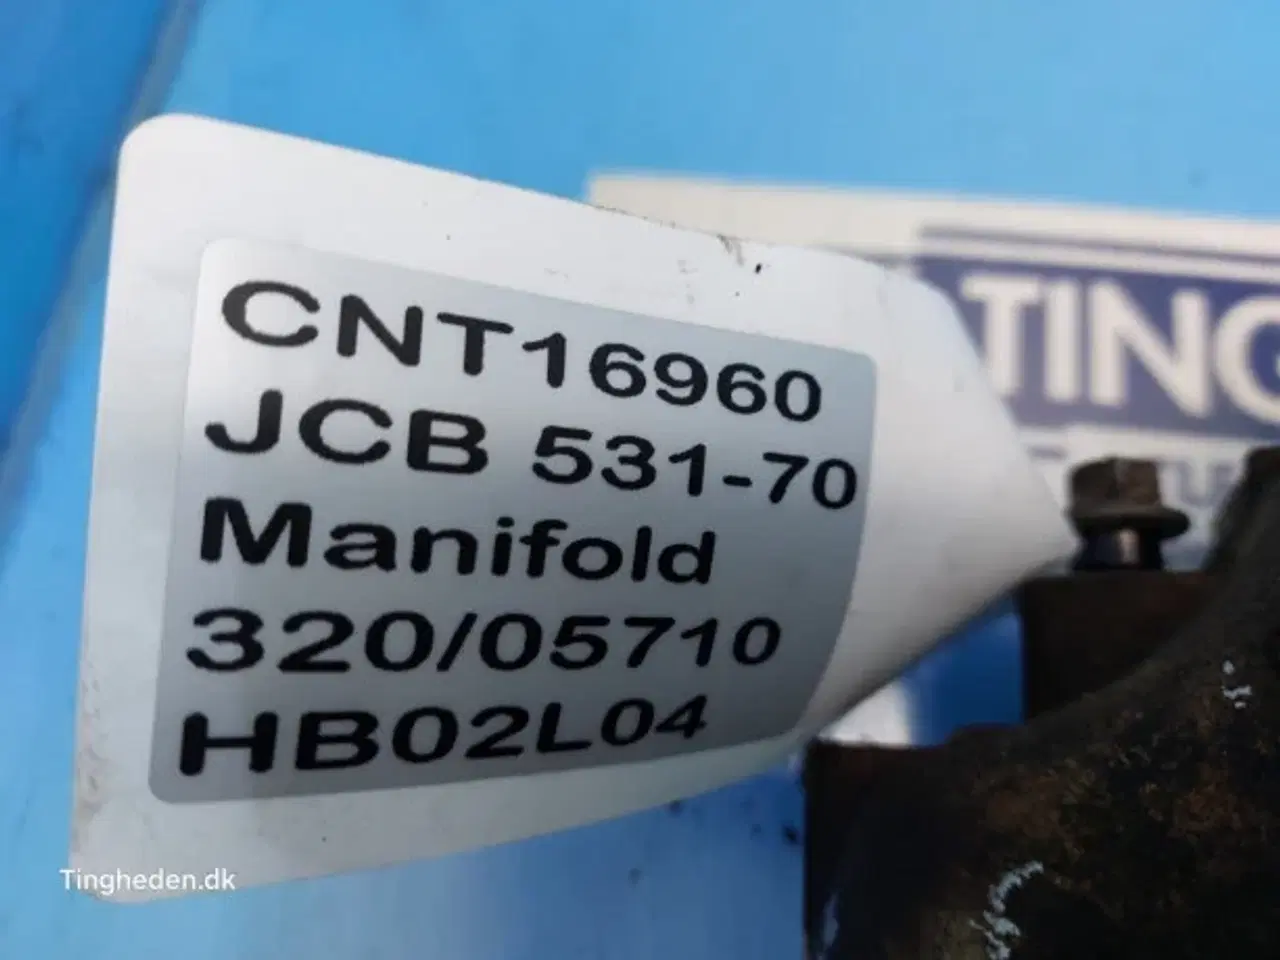 CNT16960
JCB 531-70
Manifold
320/05710
HB02L04
TING
Tingheden.dk